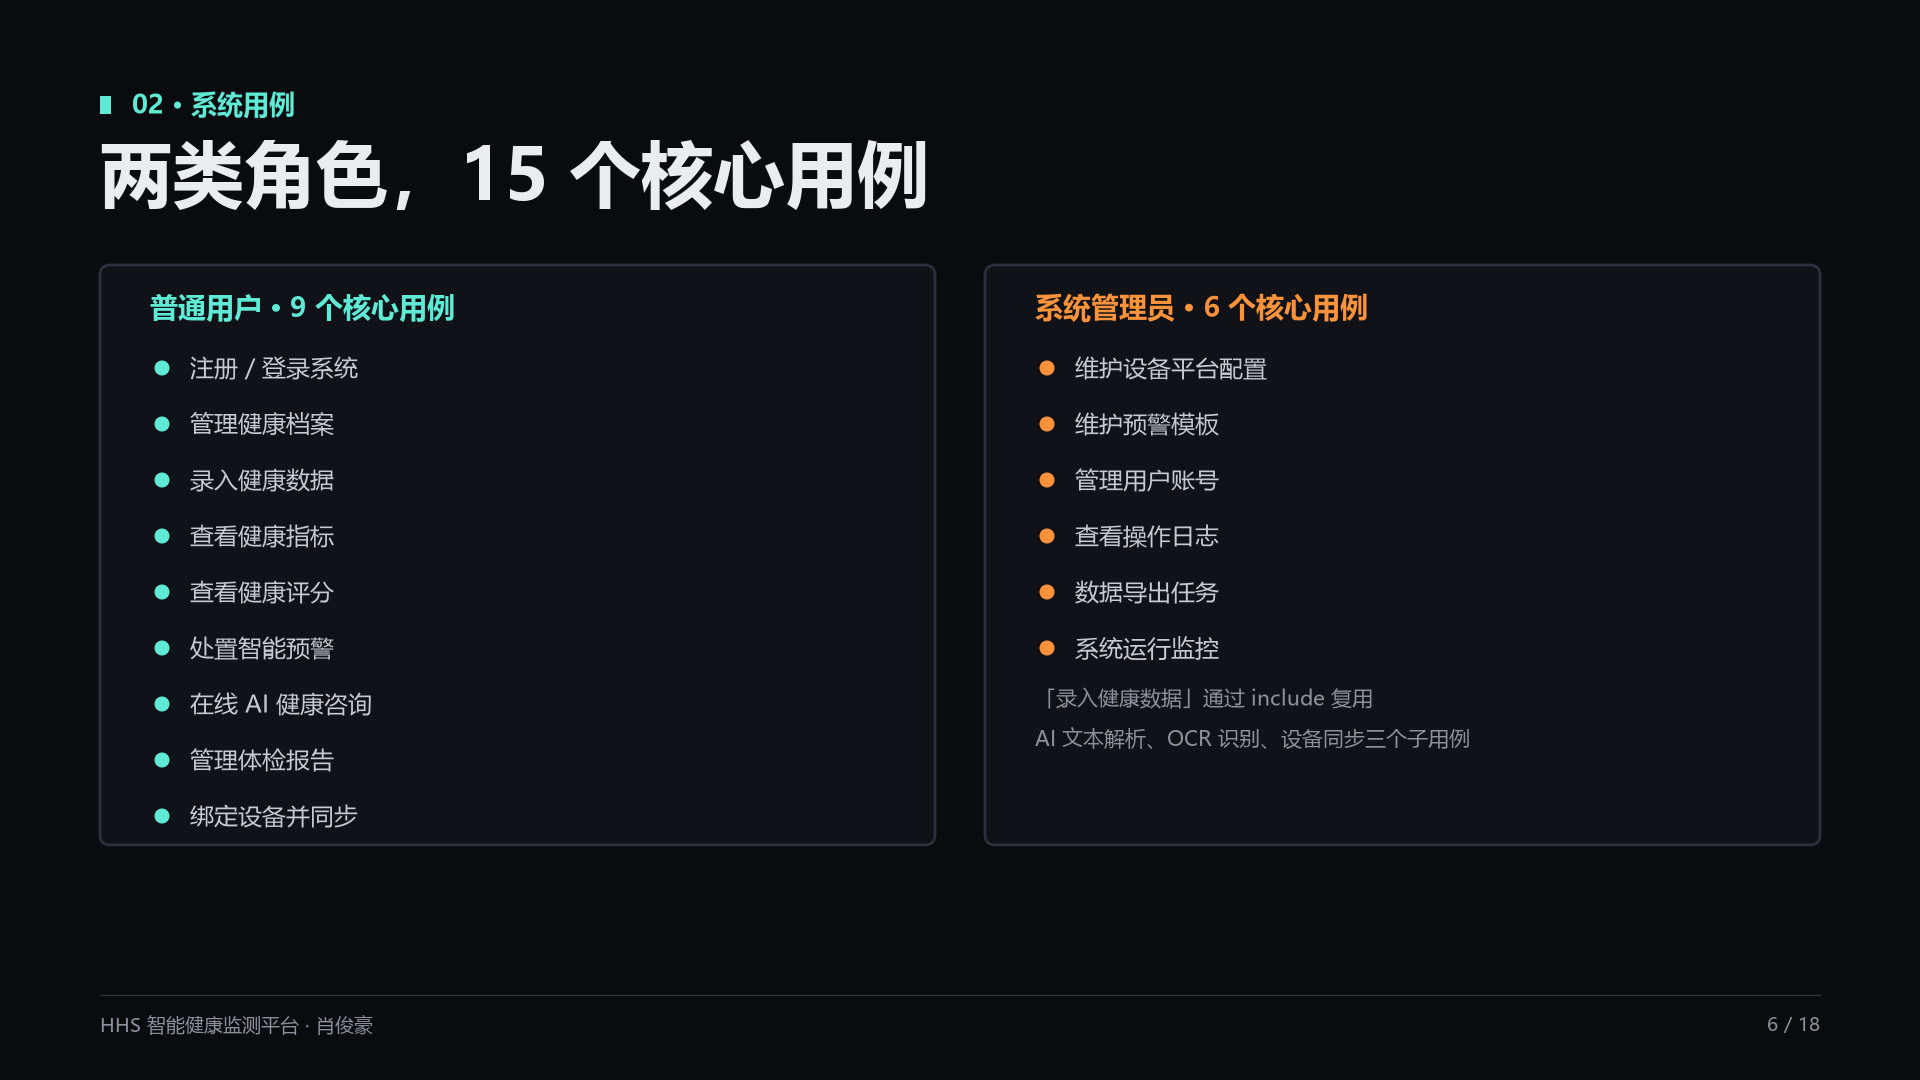 02 · 系统用例
两类角色，15 个核心用例
普通用户 · 9 个核心用例
注册 / 登录系统
管理健康档案
录入健康数据
查看健康指标
查看健康评分
处置智能预警
在线 AI 健康咨询
管理体检报告
绑定设备并同步
系统管理员 · 6 个核心用例
维护设备平台配置
维护预警模板
管理用户账号
查看操作日志
数据导出任务
系统运行监控
「录入健康数据」通过 include 复用
AI 文本解析、OCR 识别、设备同步三个子用例
HHS 智能健康监测平台 · 肖俊豪
6 / 18